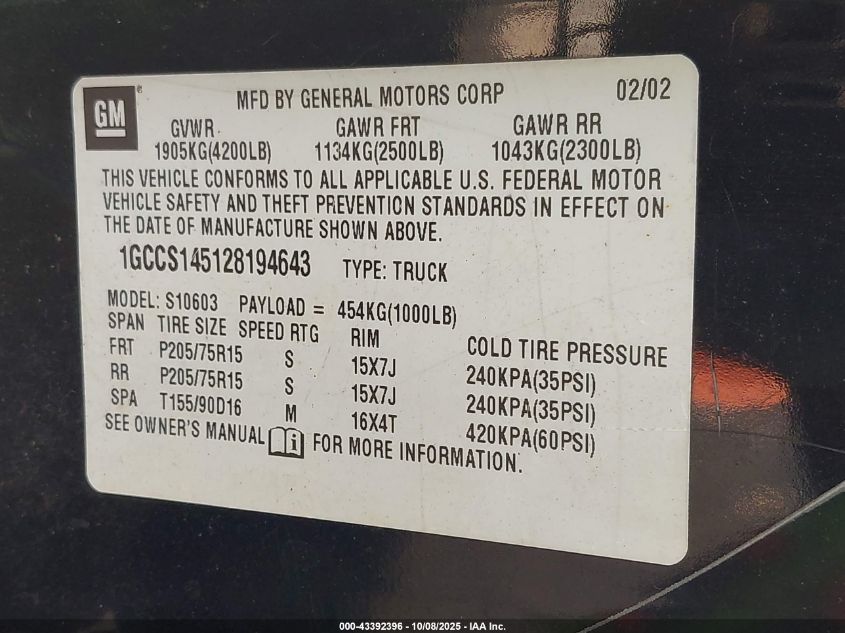 GM
®
MFD BY GENERAL MOTORS CORP 02/02
GVWR GAWR FRT GAWR RR
1905KG(4200LB) 1134KG(2500LB) 1043KG(2300LB)
THIS VEHICLE CONFORMS TO ALL APPLICABLE U.S. FEDERAL MOTOR
VEHICLE SAFETY AND THEFT PREVENTION STANDARDS IN EFFECT ON
THE DATE OF MANUFACTURE SHOWN ABOVE.
1GCCS145128194643 TYPE: TRUCK
MODEL: S10603 PAYLOAD = 454KG(1000LB)
SPAN TIRE SIZE SPEED RTG RIM COLD TIRE PRESSURE
FRT P205/75R15 S 15X7J 240KPA(35PSI)
RR P205/75R15 S 15X7J 240KPA(35PSI)
SPA T155/90D16 M 16X4T 420KPA(60PSI)
SEE OWNER'S MANUAL i FOR MORE INFORMATION.
000-43392396 - 10/08/2025 - IAA Inc.